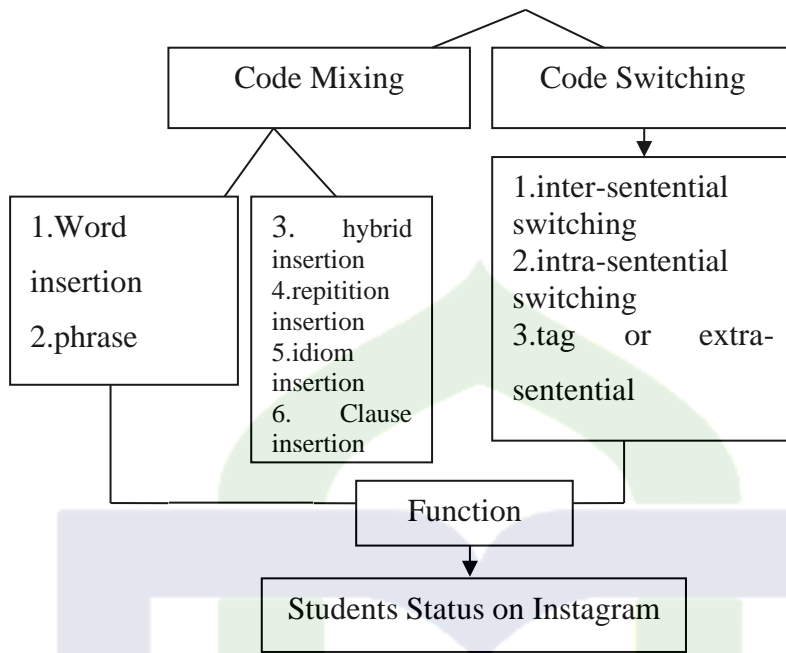 Code Mixing
Code Switching
1.Word
insertion
2.phrase
3. hybrid
insertion
4.repitition
insertion
5.idiom
insertion
6. Clause
insertion
1.inter-sentential
switching
2.intra-sentential
switching
3.tag or extra-
sentential
Function
Students Status on Instagram